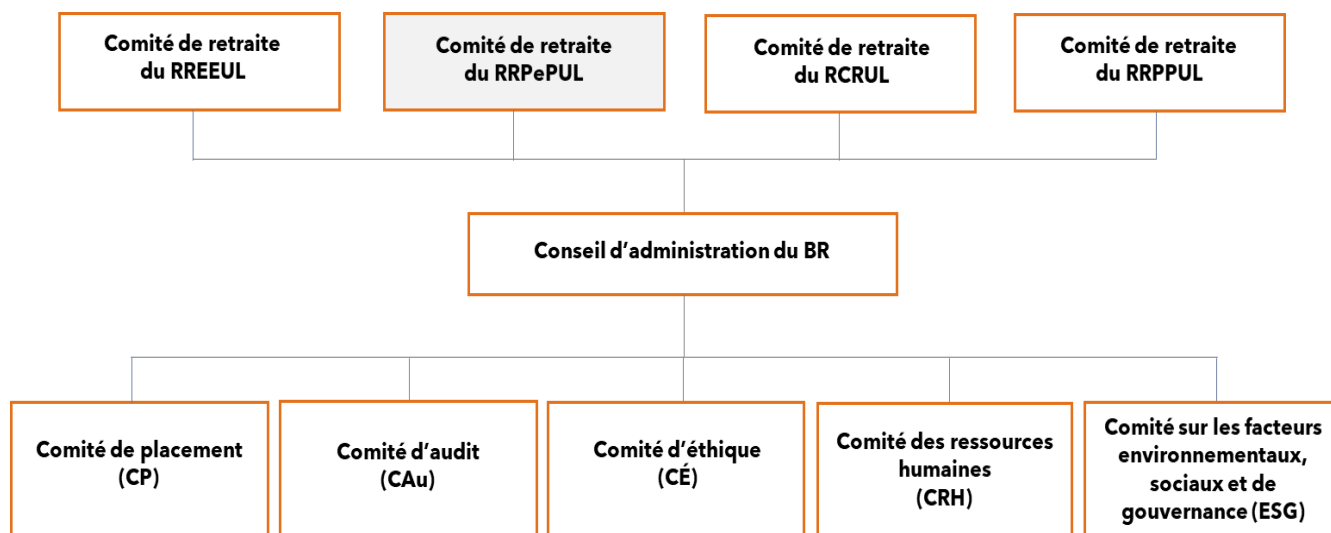 Comité de retraite
du RREEUL
Comité de retraite
du RRPePUL
Comité de retraite
du RCRUL
Comité de retraite
du RRPPUL
Conseil d'administration du BR
Comité de placement
(CP)
Comité d'audit
(CAu)
Comité d'éthique
(CÉ)
Comité des ressources
humaines
(CRH)
Comité sur les facteurs
environnementaux,
sociaux et de
gouvernance (ESG)